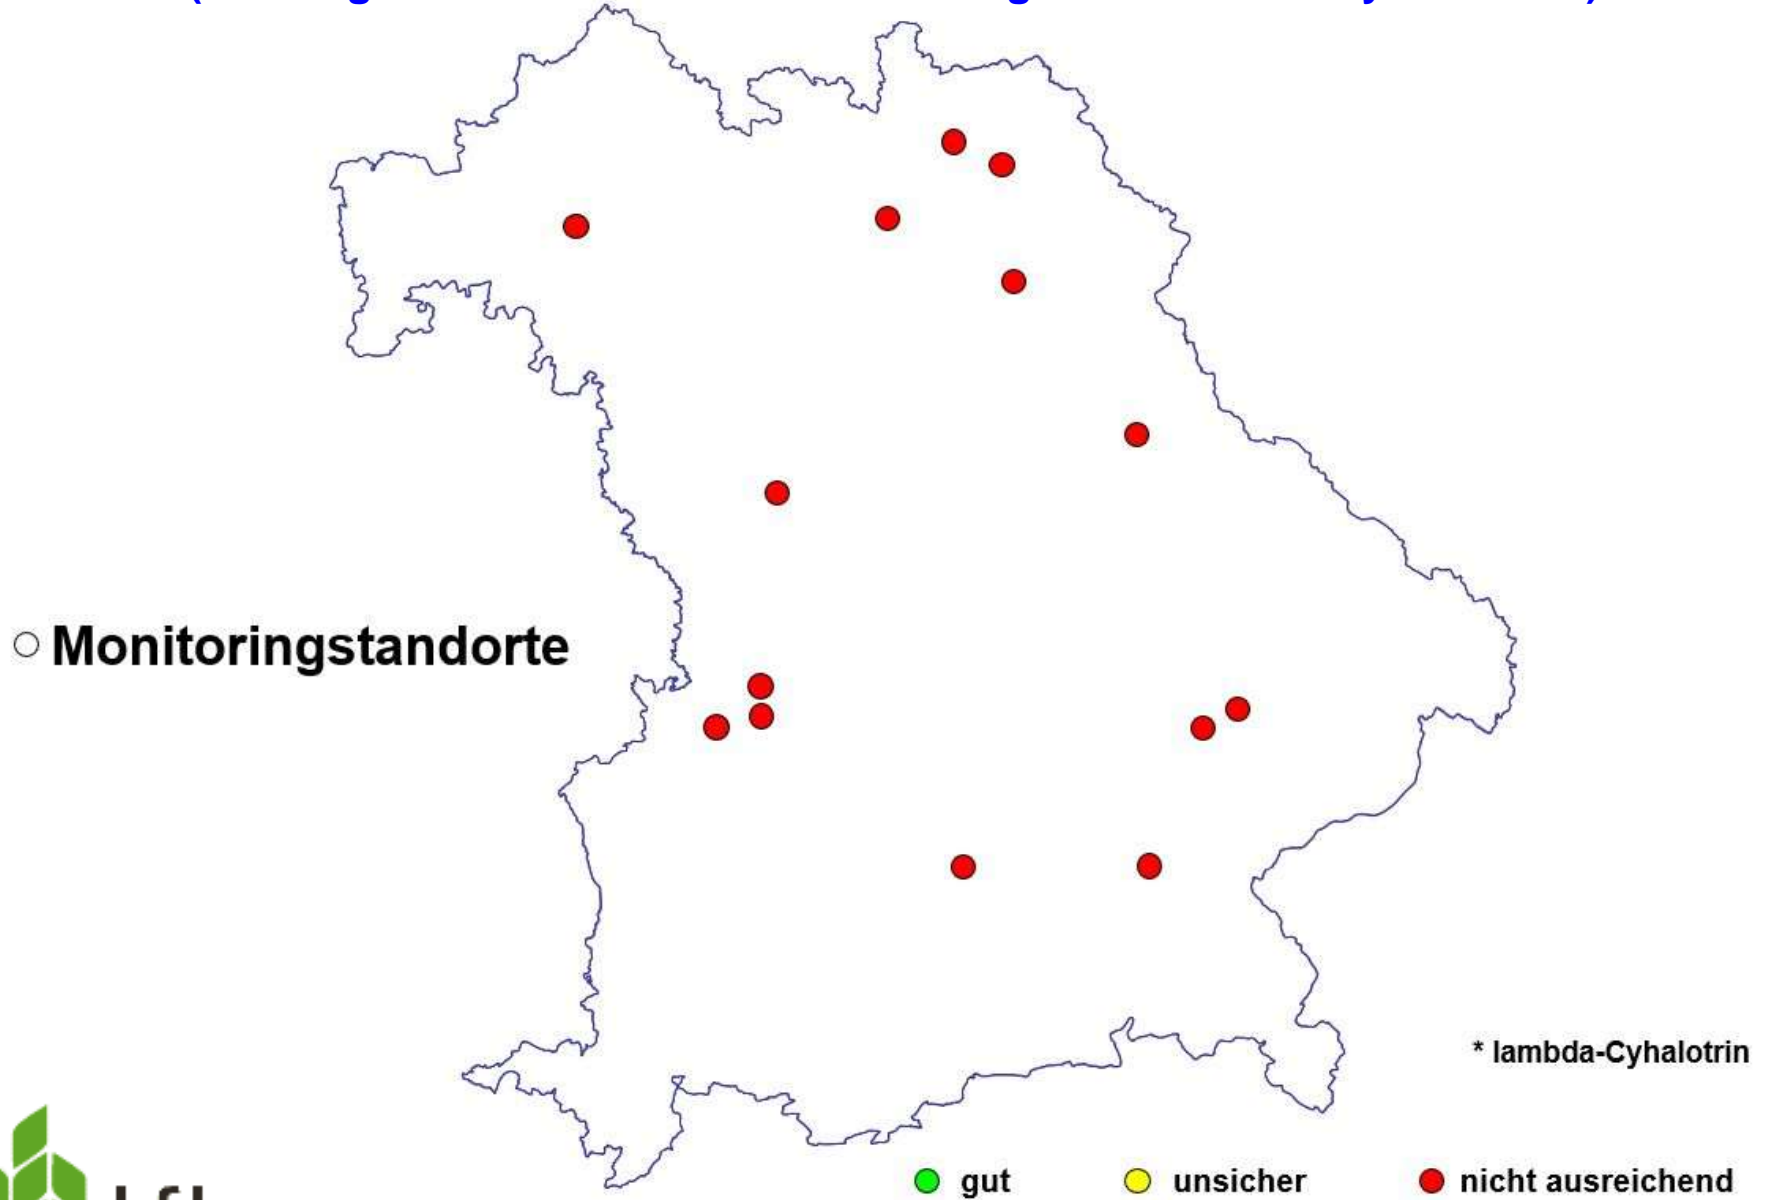 Monitoringstandorte
* lambda-Cyhalotrin
gut
unsicher
nicht ausreichend